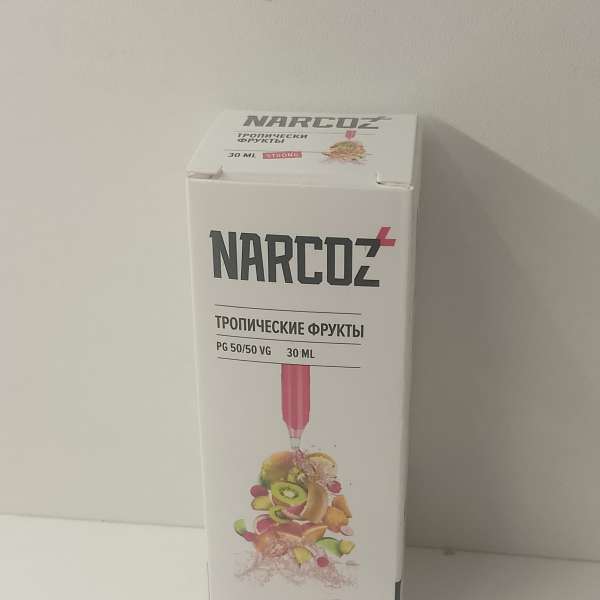 NARCOZ
ТРОПИЧЕСКИ
ФРУКТЫ
30 ML STRONG
NARCOZ
ТРОПИЧЕСКИЕ ФРУКТЫ
PG 50/50 VG 30 ML